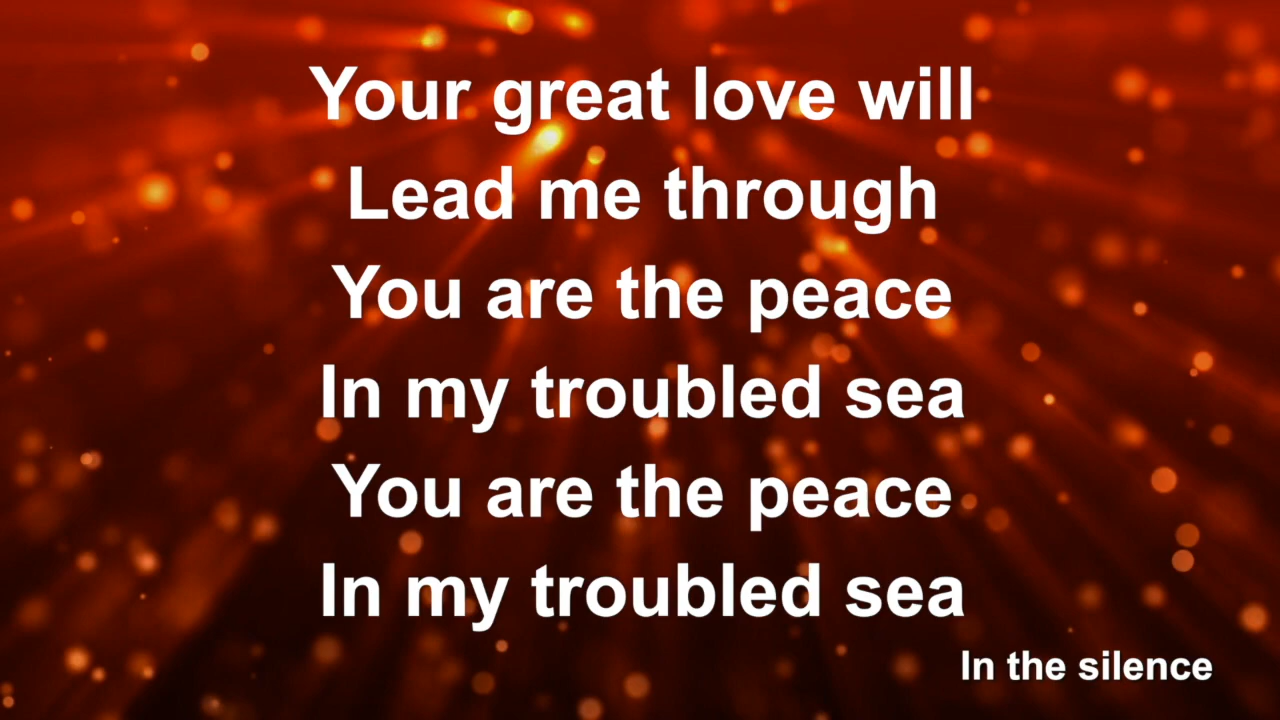 Your great love will
Lead me through
You are the peace
In my troubled sea
You are the peace
In my troubled sea
In the silence